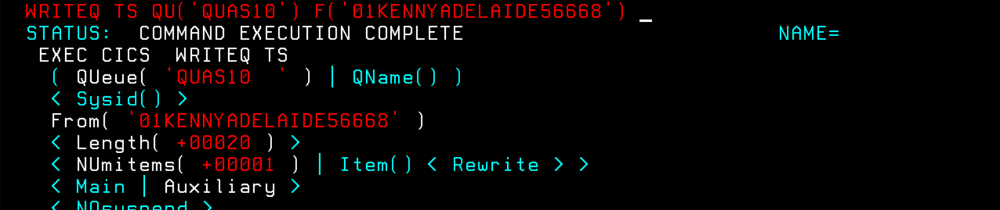 WRITEQ TS QU('QUAS10') F('01KENNYADELAIDE56668') _
STATUS:  COMMAND EXECUTION COMPLETE                         NAME=
 EXEC CICS  WRITEQ TS
  ( QUeue( 'QUAS10  ' ) | QName() )
  < Sysid() >
  From( '01KENNYADELAIDE56668' )
  < Length( +00020 ) >
  < NUmitems( +00001 ) | Item() < Rewrite > >
  < Main | Auxiliary >
  < NOsuspend >